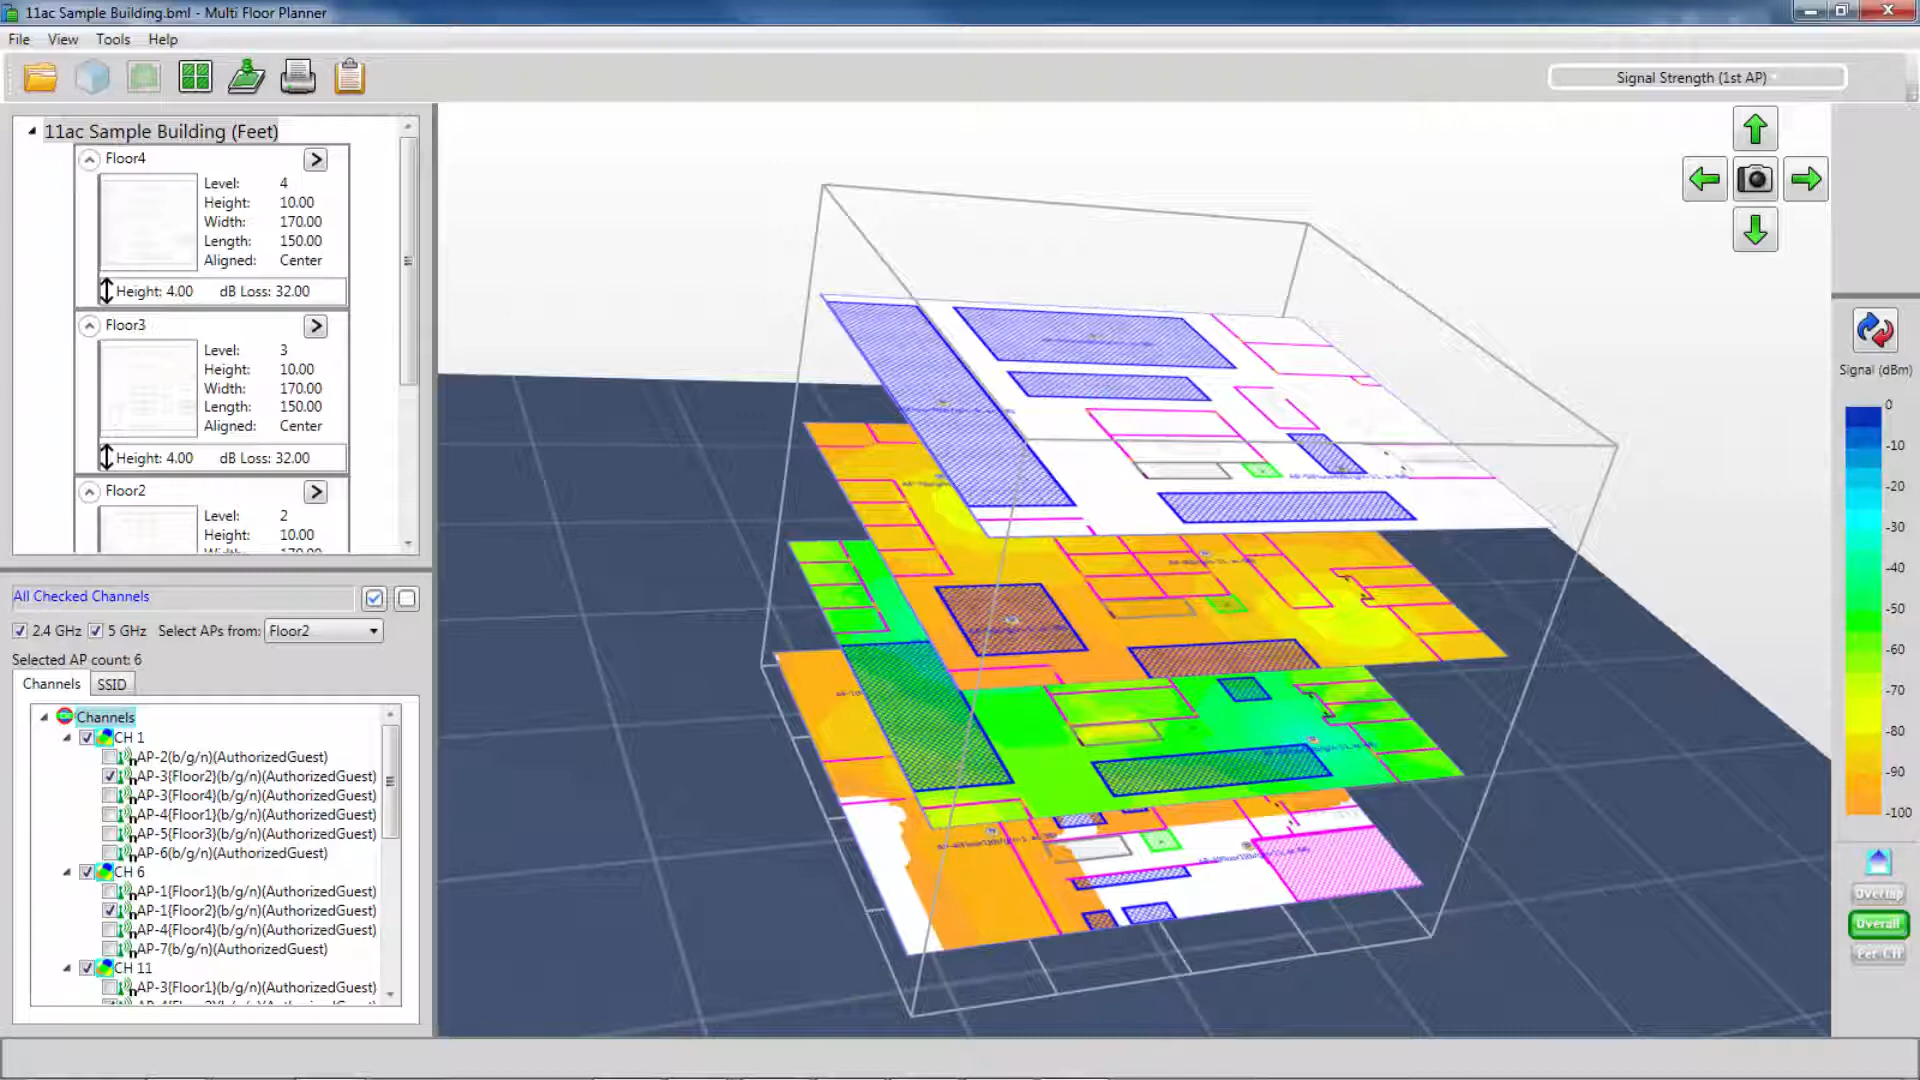 11ac Sample Building.bml - Multi Floor Planner
File View Tools Help
Signal Strength (1st AP)
11ac Sample Building (Feet)
Floor4
Level: 4
Height: 10.00
Width: 170.00
Length: 150.00
Aligned: Center
Height: 4.00 dB Loss: 32.00
Floor3
Level: 3
Height: 10.00
Width: 170.00
Length: 150.00
Aligned: Center
Height: 4.00 dB Loss: 32.00
Floor2
Level: 2
Height: 10.00
Width: 170.00
All Checked Channels
2.4 GHz 5 GHz Select APs from: Floor2
Selected AP count: 6
Channels SSID
Channels
CH 1
AP-2(b/g/n)(AuthorizedGuest)
AP-3{Floor2}(b/g/n)(AuthorizedGuest)
AP-3{Floor4}(b/g/n)(AuthorizedGuest)
AP-4{Floor1}(b/g/n)(AuthorizedGuest)
AP-5{Floor3}(b/g/n)(AuthorizedGuest)
AP-6(b/g/n)(AuthorizedGuest)
CH 6
AP-1{Floor1}(b/g/n)(AuthorizedGuest)
AP-1{Floor2}(b/g/n)(AuthorizedGuest)
AP-4{Floor4}(b/g/n)(AuthorizedGuest)
AP-7(b/g/n)(AuthorizedGuest)
CH 11
AP-3{Floor1}(b/g/n)(AuthorizedGuest)
Signal (dBm)
0
-10
-20
-30
-40
-50
-60
-70
-80
-90
-100
Overlap
Overall
Per CH